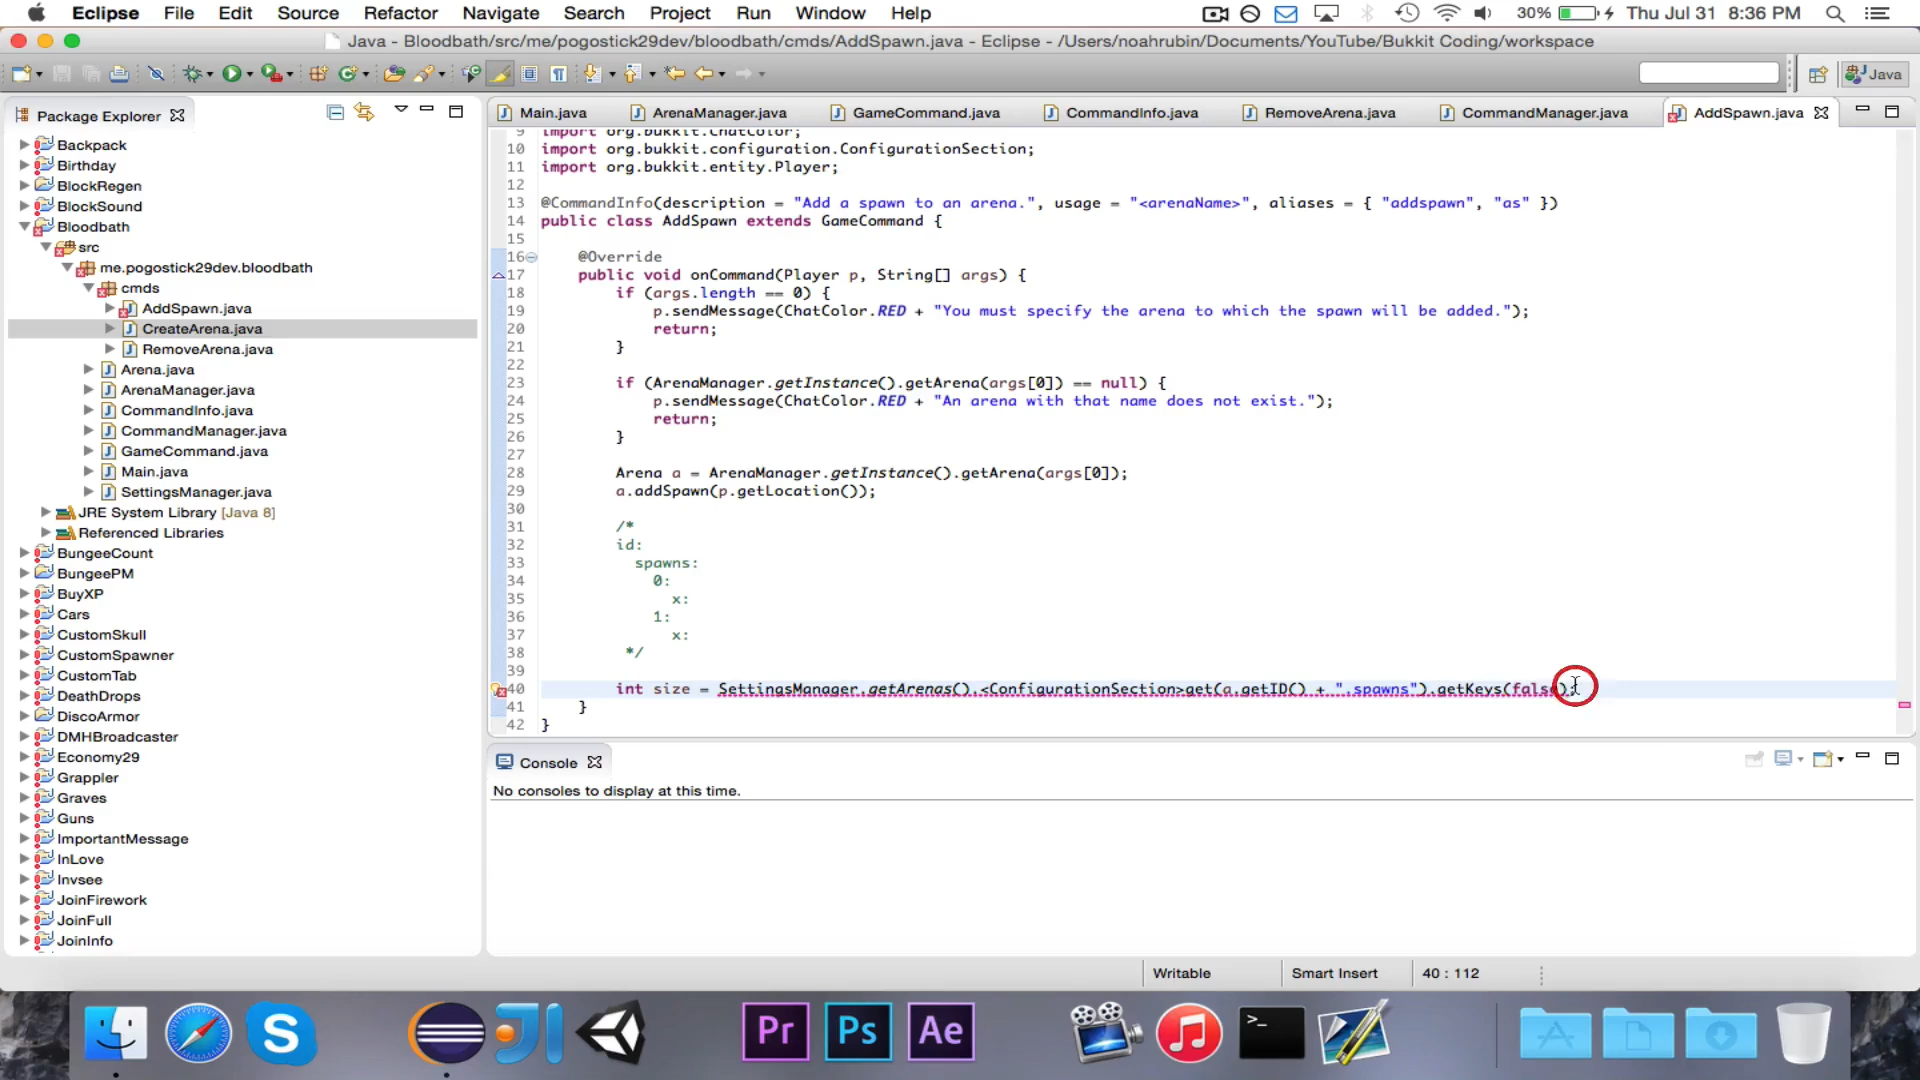 Eclipse File Edit Source Refactor Navigate Search Project Run Window Help 30% Thu Jul 31 8:36 PM
Java - Bloodbath/src/me/pogostick29dev/bloodbath/cmds/AddSpawn.java - Eclipse - /Users/noahrubin/Documents/YouTube/Bukkit Coding/workspace
Java
Package Explorer
Backpack
Birthday
BlockRegen
BlockSound
Bloodbath
src
me.pogostick29dev.bloodbath
cmds
AddSpawn.java
CreateArena.java
RemoveArena.java
Arena.java
ArenaManager.java
CommandInfo.java
CommandManager.java
GameCommand.java
Main.java
SettingsManager.java
JRE System Library [Java 8]
Referenced Libraries
BungeeCount
BungeePM
BuyXP
Cars
CustomSkull
CustomSpawner
CustomTab
DeathDrops
DiscoArmor
DMHBroadcaster
Economy29
Grappler
Graves
Guns
ImportantMessage
InLove
Invsee
JoinFirework
JoinFull
JoinInfo
Main.java ArenaManager.java GameCommand.java CommandInfo.java RemoveArena.java CommandManager.java AddSpawn.java
9 import org.bukkit.ChatColor;
10 import org.bukkit.configuration.ConfigurationSection;
11 import org.bukkit.entity.Player;
12
13 @CommandInfo(description = "Add a spawn to an arena.", usage = "<arenaName>", aliases = { "addspawn", "as" })
14 public class AddSpawn extends GameCommand {
15
16 @Override
17 public void onCommand(Player p, String[] args) {
18 if (args.length == 0) {
19 p.sendMessage(ChatColor.RED + "You must specify the arena to which the spawn will be added.");
20 return;
21 }
22
23 if (ArenaManager.getInstance().getArena(args[0]) == null) {
24 p.sendMessage(ChatColor.RED + "An arena with that name does not exist.");
25 return;
26 }
27
28 Arena a = ArenaManager.getInstance().getArena(args[0]);
29 a.addSpawn(p.getLocation());
30
31 /*
32 id:
33 spawns:
34 0:
35 x:
36 1:
37 x:
38 */
39
40 int size = SettingsManager.getArenas().<ConfigurationSection>get(a.getID() + ".spawns").getKeys(false);
41 }
42 }
Console
No consoles to display at this time.
Writable Smart Insert 40 : 112
Pr Ps Ae